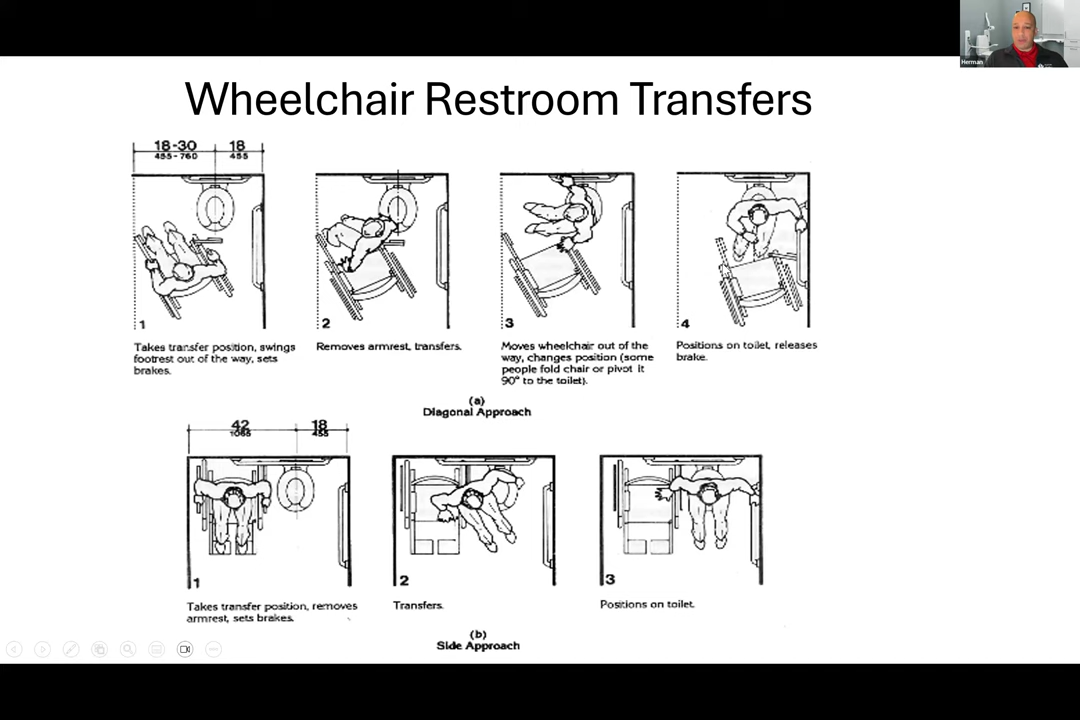 Herman
Wheelchair Restroom Transfers
18-30 18
455-760 455
1 2 3 4
Takes transfer position, swings
footrest out of the way, sets
brakes.
Removes armrest, transfers.
Moves wheelchair out of the
way, changes position (some
people fold chair or pivot it
90° to the toilet).
Positions on toilet, releases
brake.
(a)
Diagonal Approach
42 18
1065 455
1 2 3
Takes transfer position, removes
armrest, sets brakes.
Transfers.
Positions on toilet.
(b)
Side Approach